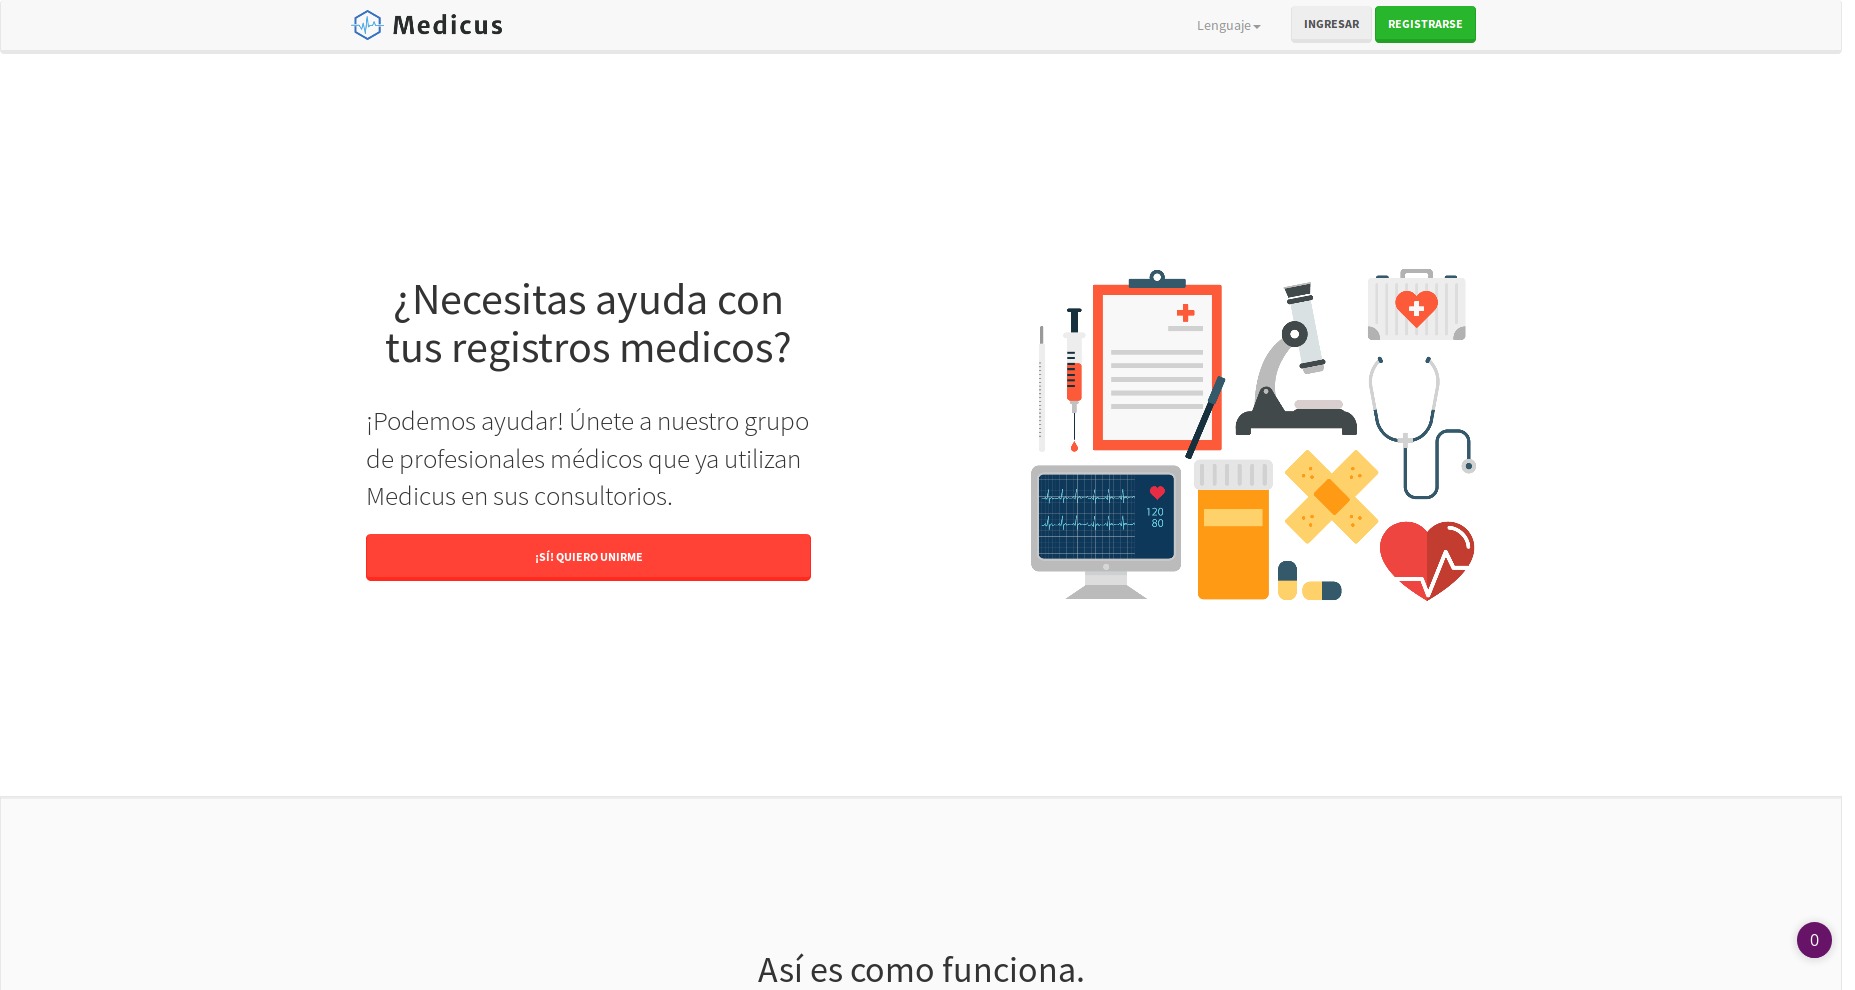 Medicus
Lenguaje
INGRESAR
REGISTRARSE
¿Necesitas ayuda con
tus registros medicos?
¡Podemos ayudar! Únete a nuestro grupo
de profesionales médicos que ya utilizan
Medicus en sus consultorios.
¡SÍ! QUIERO UNIRME
120
80
Así es como funciona.
0